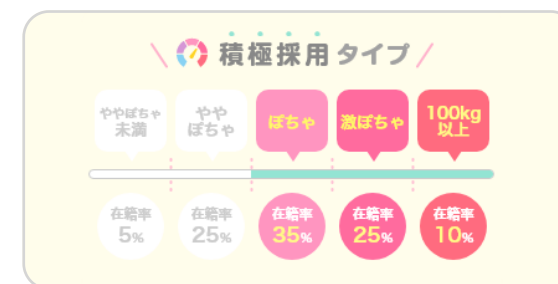 積極採用タイプ
ややぽちゃ
未満
やや
ぽちゃ
ぽちゃ
激ぽちゃ
100kg
以上
在籍率
5%
在籍率
25%
在籍率
35%
在籍率
25%
在籍率
10%